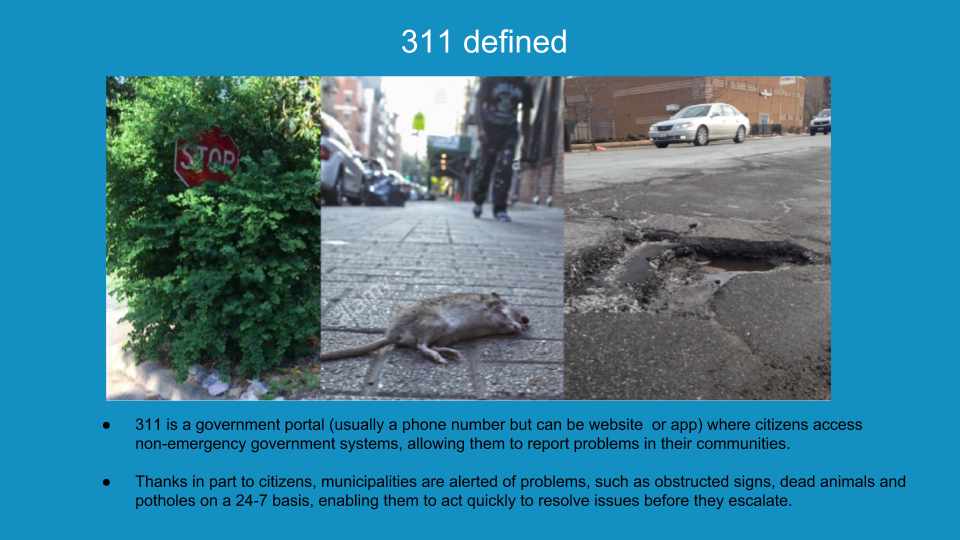 311 defined
STOP
alamy
● 311 is a government portal (usually a phone number but can be website  or app) where citizens access
non-emergency government systems, allowing them to report problems in their communities.
● Thanks in part to citizens, municipalities are alerted of problems, such as obstructed signs, dead animals and
potholes on a 24-7 basis, enabling them to act quickly to resolve issues before they escalate.